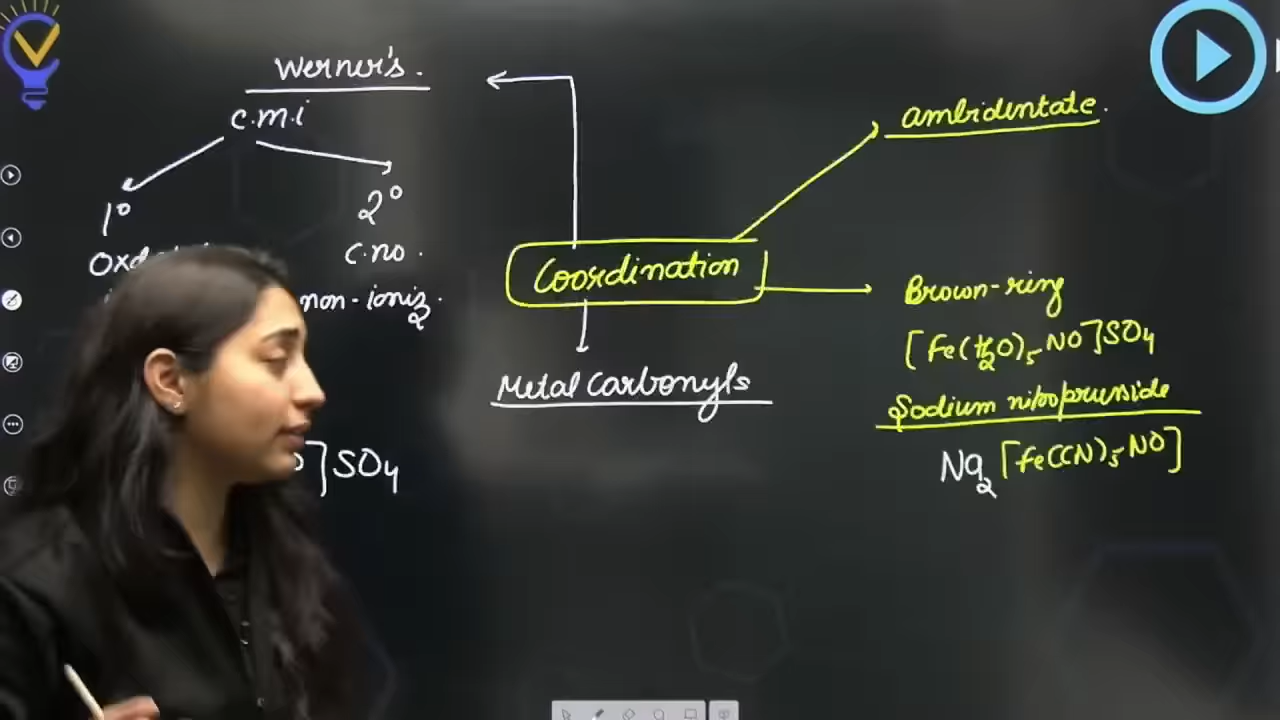 Werner's.
c.m.i
1° 2°
c.no.
non-ioniz.
]SO4
Coordination
Metal Carbonyls
ambidentate.
Brown-ring
[Fe(H2O)5NO]SO4
Sodium nitroprusside
Na2[Fe(CN)5NO]